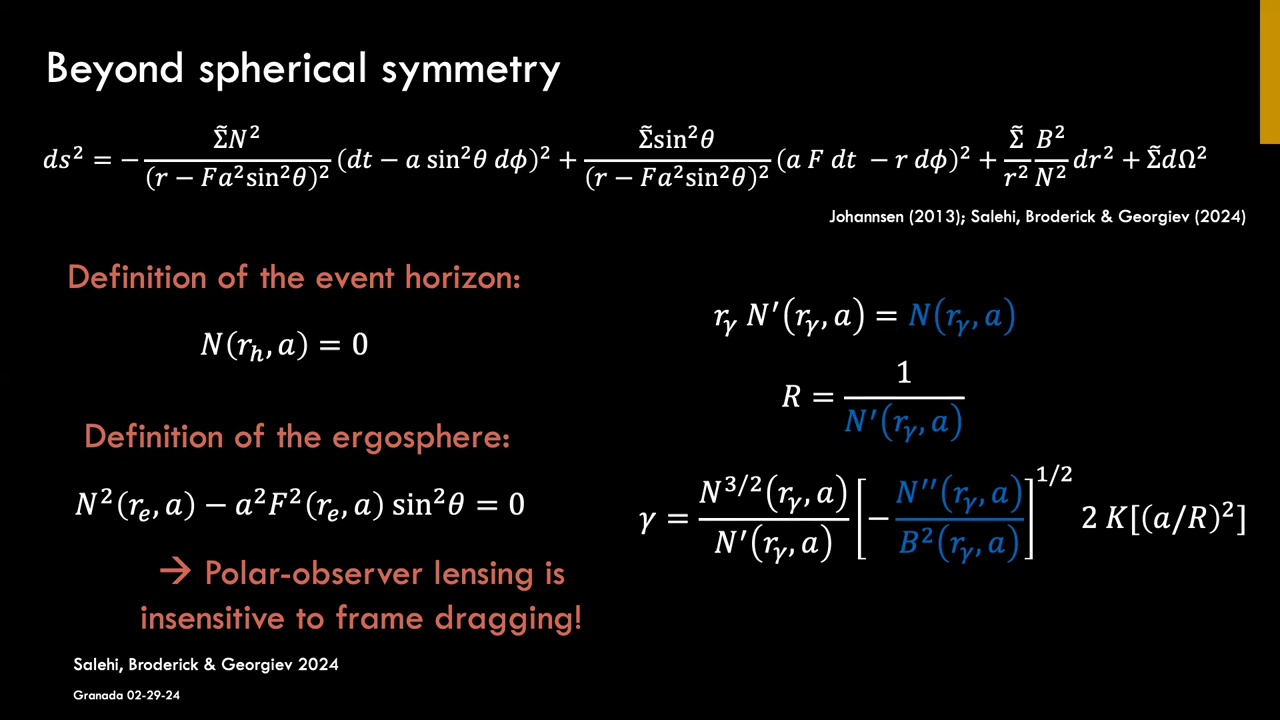 Beyond spherical symmetry
ds² = − Σ̃N² / (r − Fa²sin²θ)² (dt − a sin²θ dϕ)² + Σ̃sin²θ / (r − Fa²sin²θ)² (a F dt − r dϕ)² + Σ̃/r² B²/N² dr² + Σ̃dΩ²
Johannsen (2013); Salehi, Broderick & Georgiev (2024)
Definition of the event horizon:
N(r_h, a) = 0
Definition of the ergosphere:
N²(r_e, a) − a²F²(r_e, a) sin²θ = 0
→ Polar-observer lensing is
insensitive to frame dragging!
r_γ N′(r_γ, a) = N(r_γ, a)
R = 1 / N′(r_γ, a)
γ = N^{3/2}(r_γ, a) / N′(r_γ, a) [− N′′(r_γ, a) / B²(r_γ, a)]^{1/2} 2 K[(a/R)²]
Salehi, Broderick & Georgiev 2024
Granada 02-29-24